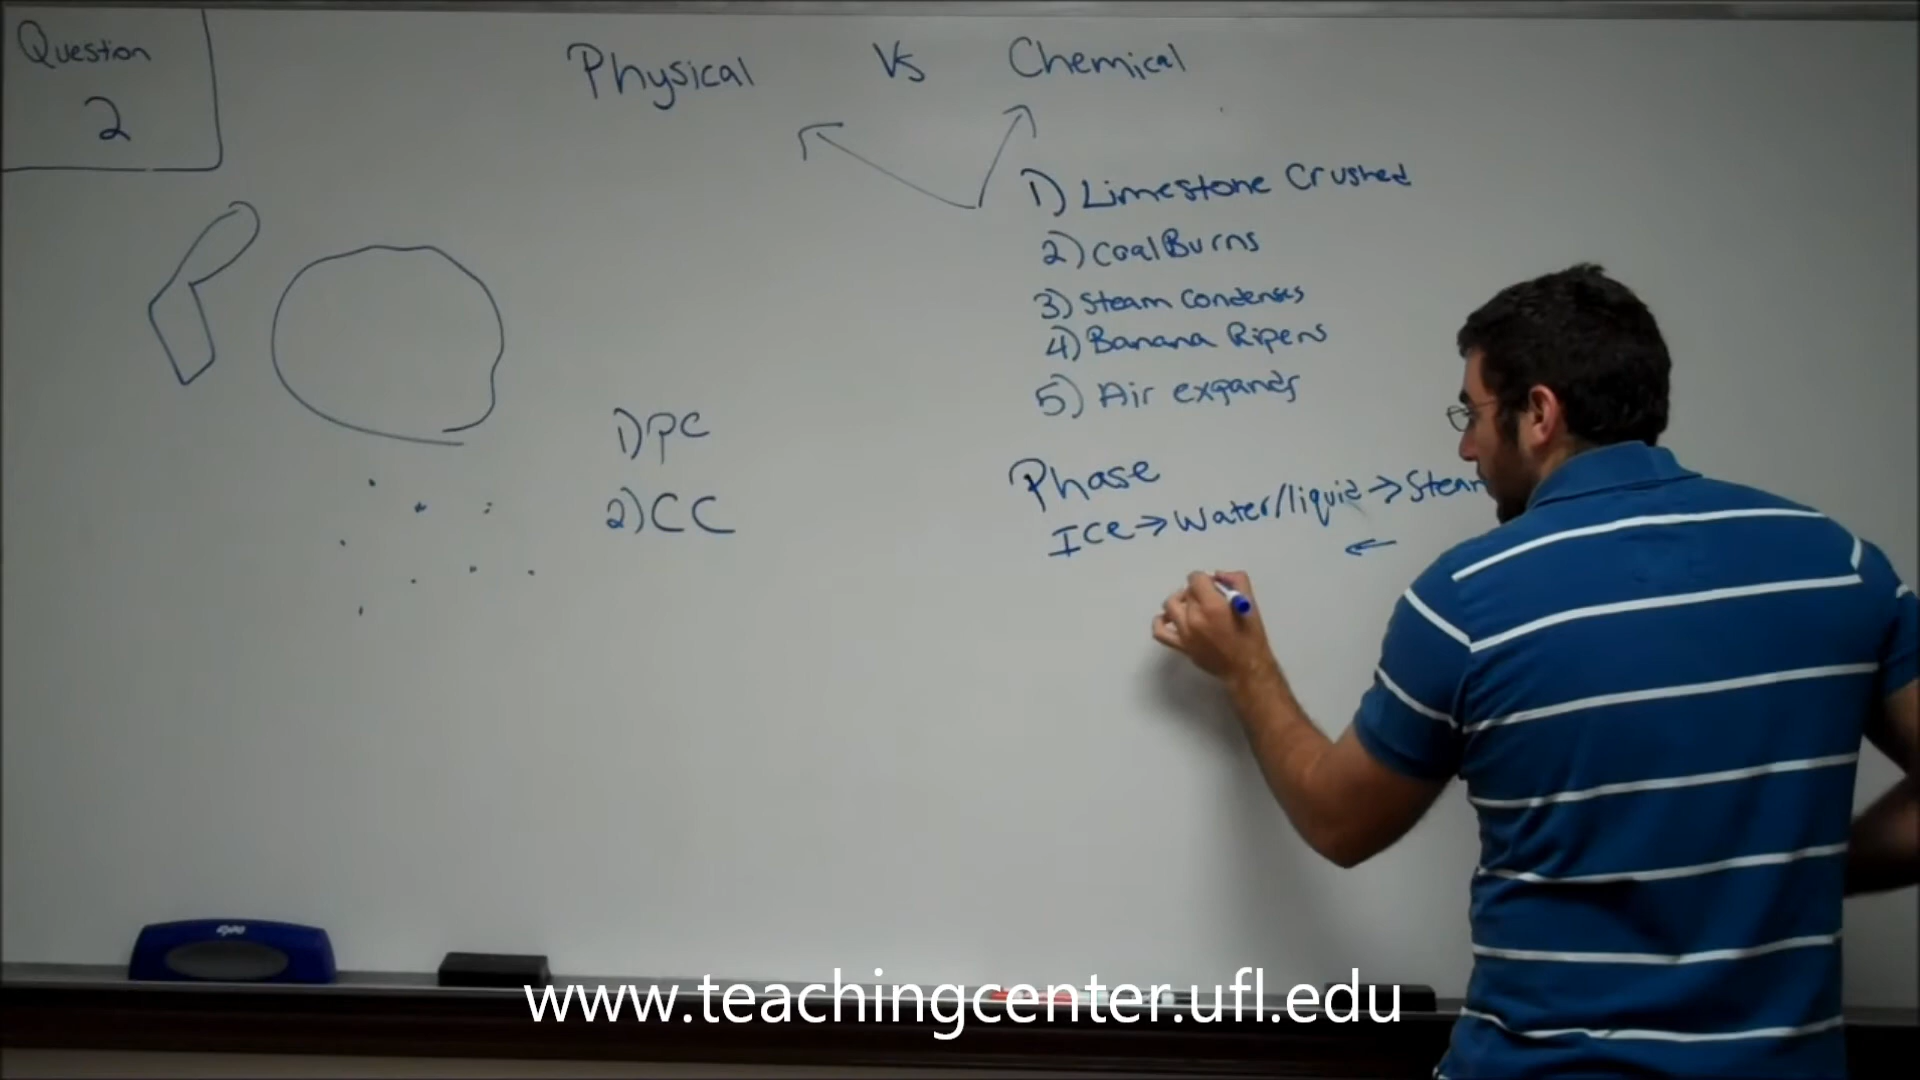 Question
2
Physical Vs Chemical
1) Limestone Crushed
2) Coal Burns
3) Steam Condenses
4) Banana Ripens
5) Air expands
1) PC
2) CC
Phase
Ice → Water/liquid → Steam
←
Expo
www.teachingcenter.ufl.edu